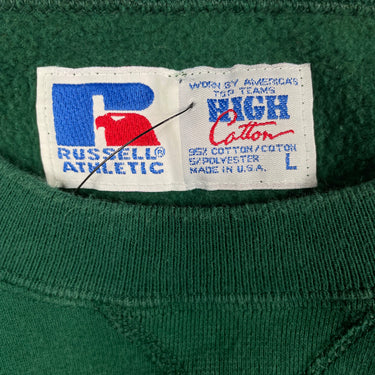 RUSSELL®
ATHLETIC
WORN BY AMERICA'S
TOP TEAMS
HIGH
Cotton
95% COTTON/COTON
5/POLYESTER
MADE IN U.S.A.
L